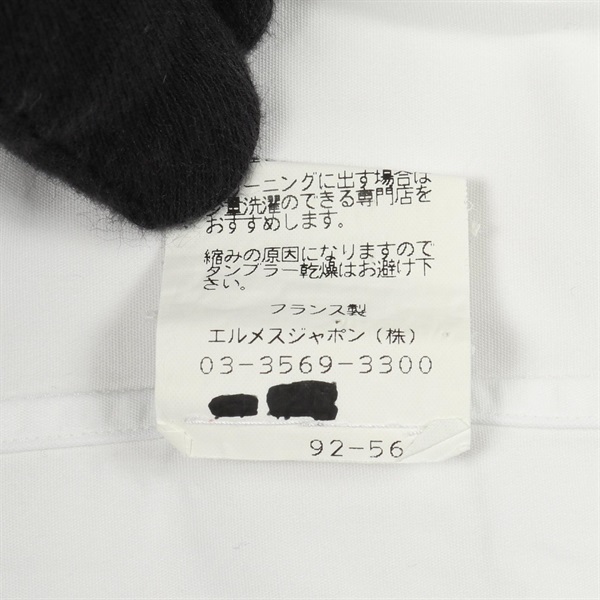 ーニングに出す場合は
少量洗濯のできる専門店を
おすすめします。
縮みの原因になりますので
タンブラー乾燥はお避け下
さい。
フランス製
エルメスジャポン(株)
03-3569-3300
92-56